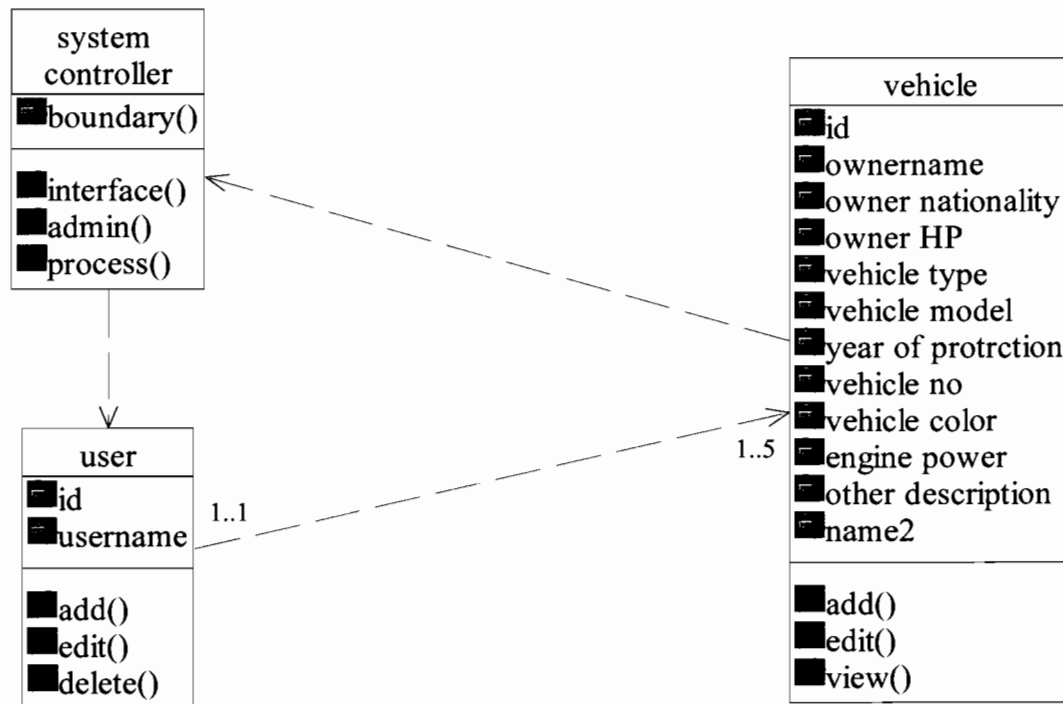 system
controller
boundary()
interface()
admin()
process()
user
id
username
add()
edit()
delete()
1..1
1..5
vehicle
id
ownername
owner nationality
owner HP
vehicle type
vehicle model
year of protrction
vehicle no
vehicle color
engine power
other description
name2
add()
edit()
view()